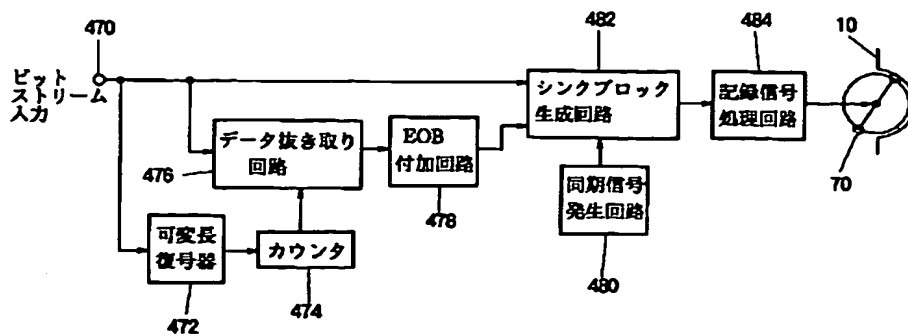 470
ビット
ストリーム
入力
482
シンクブロック
生成回路
484
記録信号
処理回路
10
70
データ抜き取り
回路
476
EOB
付加回路
478
同期信号
発生回路
480
可変長
復号器
472
カウンタ
474